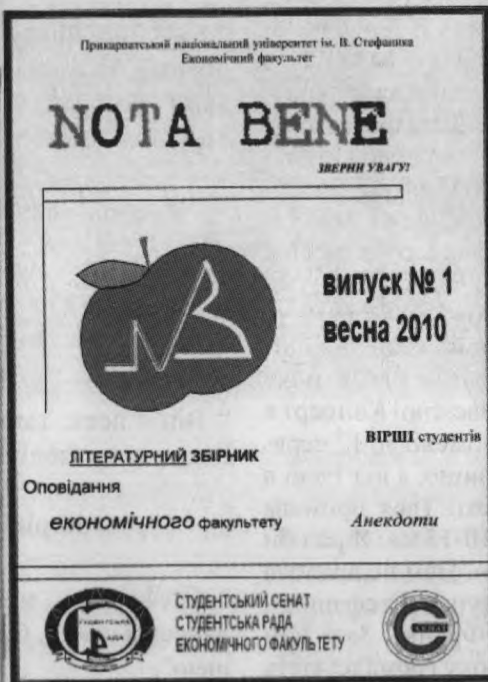 Прикарпатський національний університет ім. В. Стефаника
Економічний факультет
NOTA BENE
ЗВЕРНИ УВАГУ!
NB
випуск № 1
весна 2010
ВІРШІ студентів
ЛІТЕРАТУРНИЙ ЗБІРНИК
Оповідання
ЕКОНОМІЧНОГО факультету
Анекдоти
СТУДЕНТСЬКИЙ СЕНАТ
СТУДЕНТСЬКА РАДА
ЕКОНОМІЧНОГО ФАКУЛЬТЕТУ